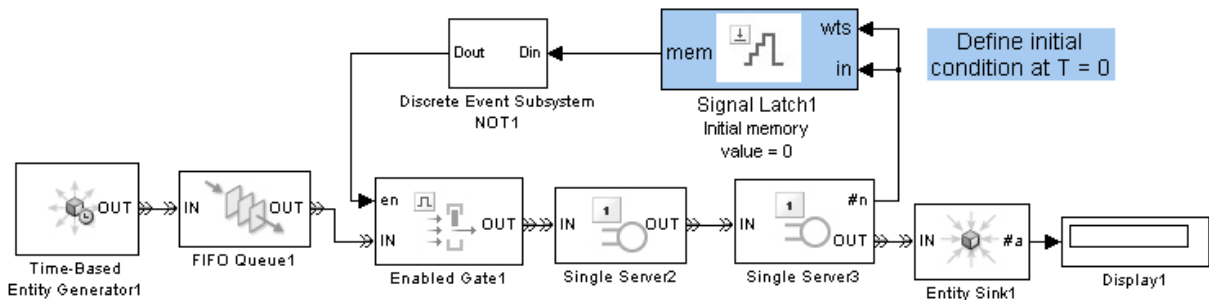 wts
Define initial
condition at T = 0
Dout
Din
mem
in
Discrete Event Subsystem
NOT1
Signal Latch1
Initial memory
value = 0
OUT
IN
OUT
en
IN
OUT
1
IN
OUT
1
IN
#n
OUT
IN
#a
Time-Based
Entity Generator1
FIFO Queue1
Enabled Gate1
Single Server2
Single Server3
Entity Sink1
Display1